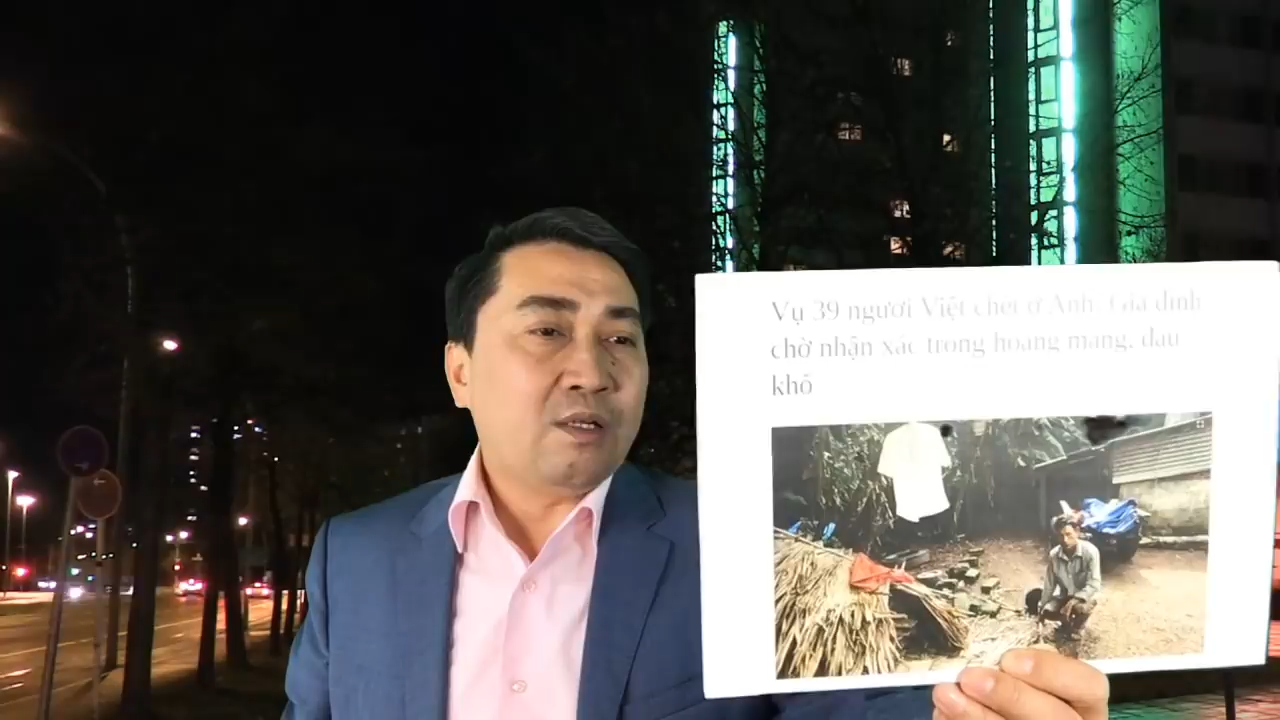 Vụ 39 người Việt chết ở Anh: Gia đình
chờ nhận xác trong hoang mang, đau
khổ